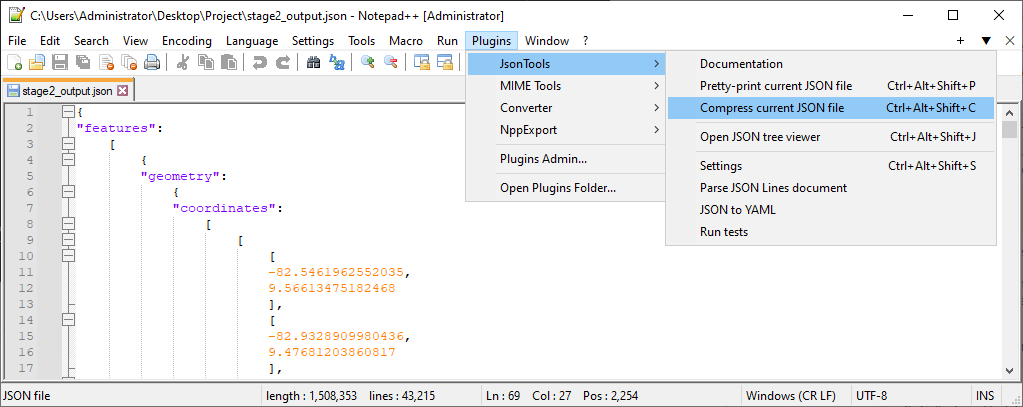 C:\Users\Administrator\Desktop\Project\stage2_output.json - Notepad++ [Administrator]
File Edit Search View Encoding Language Settings Tools Macro Run Plugins Window ?
stage2_output.json
1 {
2 "features":
3 [
4 {
5 "geometry":
6 {
7 "coordinates":
8 [
9 [
10 [
11 -82.5461962552035,
12 9.56613475182468
13 ],
14 [
15 -82.9328909980436,
16 9.47681203860817
17 ],
JsonTools
MIME Tools
Converter
NppExport
Plugins Admin...
Open Plugins Folder...
Documentation
Pretty-print current JSON file Ctrl+Alt+Shift+P
Compress current JSON file Ctrl+Alt+Shift+C
Open JSON tree viewer Ctrl+Alt+Shift+J
Settings Ctrl+Alt+Shift+S
Parse JSON Lines document
JSON to YAML
Run tests
JSON file length : 1,508,353 lines : 43,215 Ln : 69 Col : 27 Pos : 2,254 Windows (CR LF) UTF-8 INS